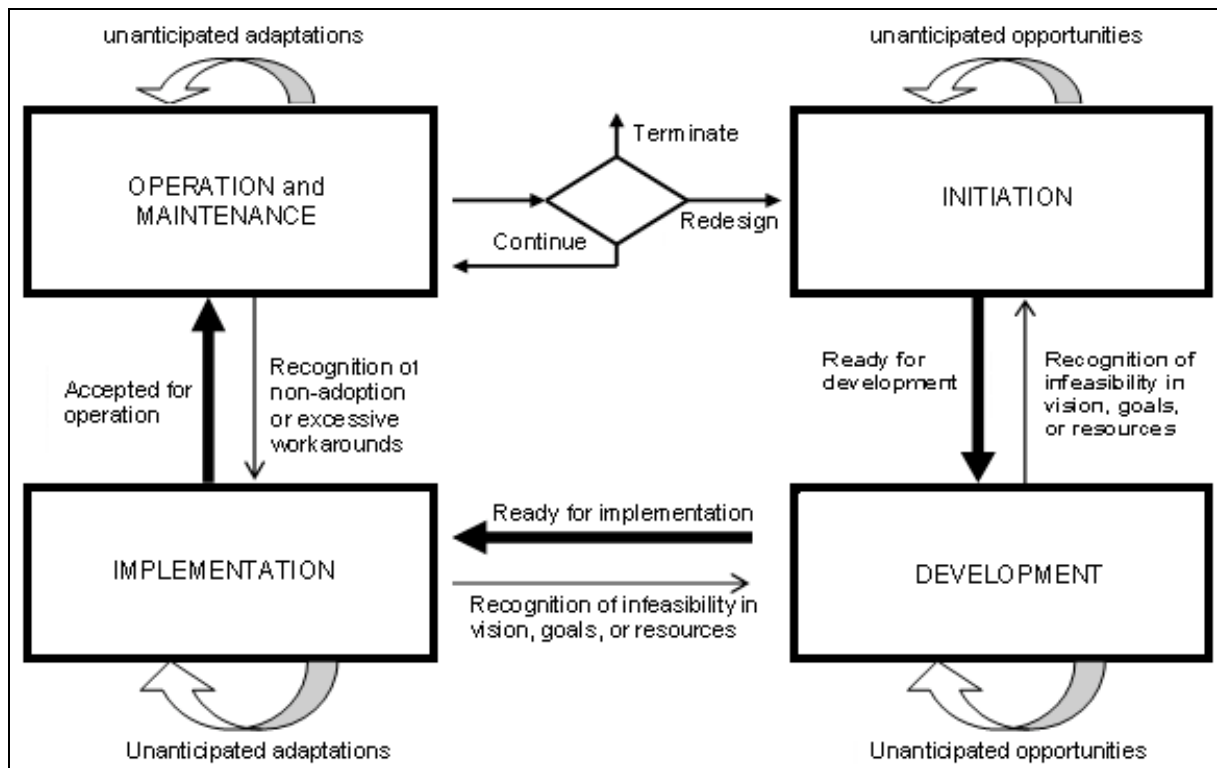 unanticipated adaptations
unanticipated opportunities
Terminate
OPERATION and
MAINTENANCE
INITIATION
Redesign
Continue
Accepted for
operation
Recognition of
non-adoption
or excessive
workarounds
Ready for
development
Recognition of
infeasibility in
vision, goals,
or resources
Ready for implementation
IMPLEMENTATION
DEVELOPMENT
Recognition of infeasibility in
vision, goals, or resources
Unanticipated adaptations
Unanticipated opportunities